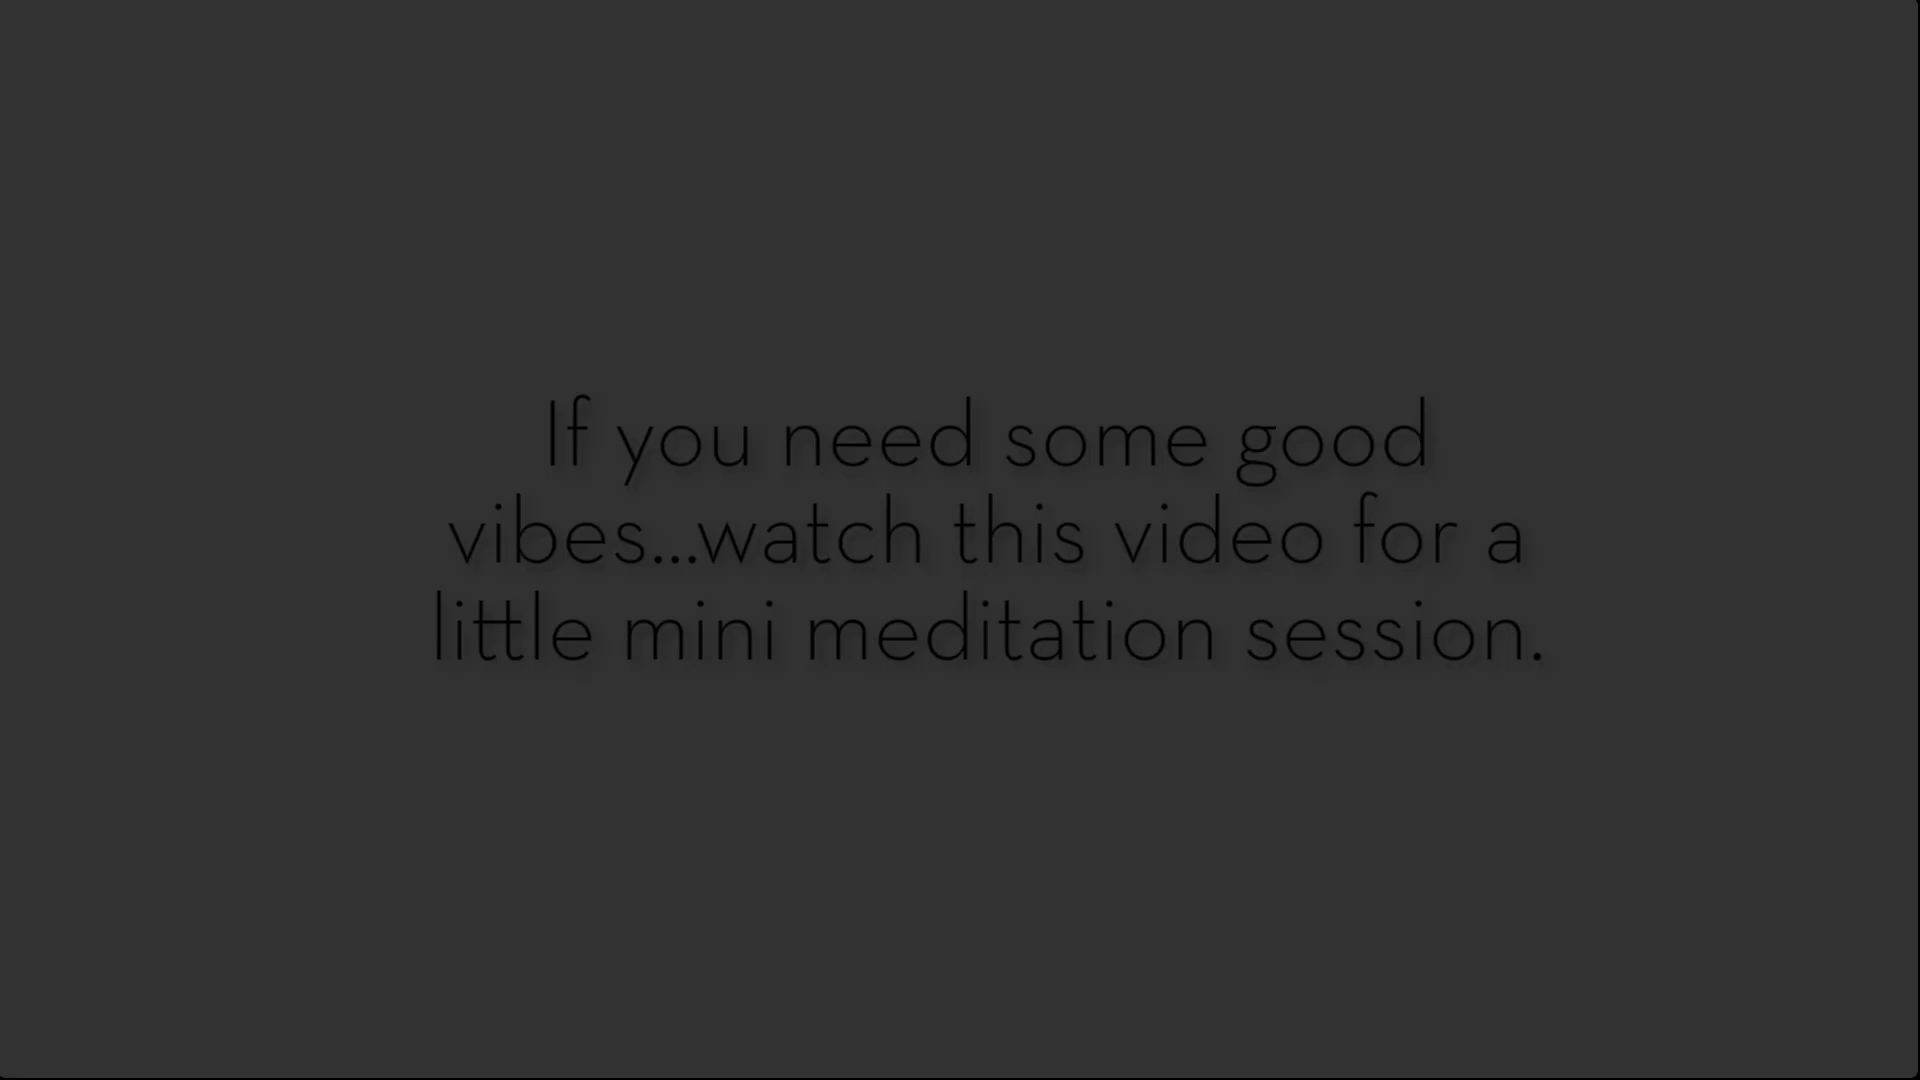 If you need some good
vibes...watch this video for a
little mini meditation session.